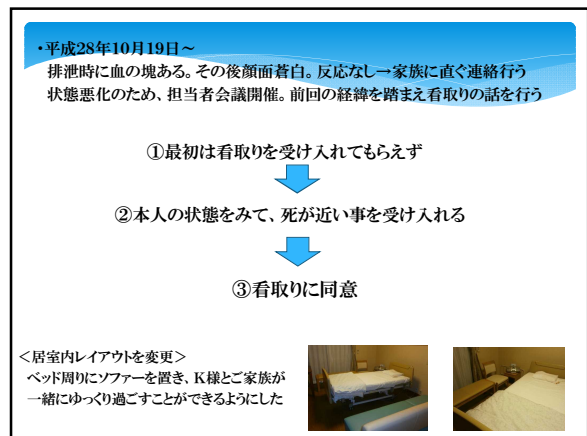 ・平成28年10月19日～
排泄時に血の塊ある。その後顔面蒼白。反応なし→家族に直ぐ連絡行う
状態悪化のため、担当者会議開催。前回の経緯を踏まえ看取りの話を行う
①最初は看取りを受け入れてもらえず
②本人の状態をみて、死が近い事を受け入れる
③看取りに同意
＜居室内レイアウトを変更＞
ベッド周りにソファーを置き、K様とご家族が
一緒にゆっくり過ごすことができるようにした